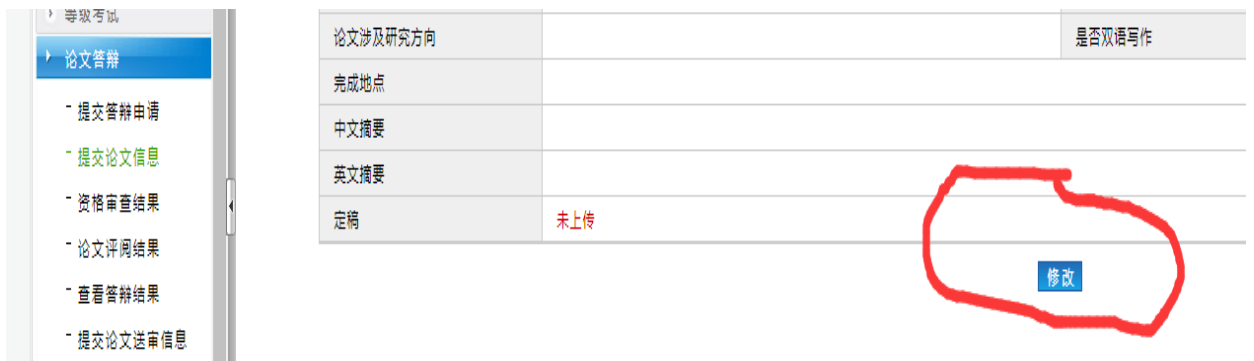 等级考试
论文答辩
提交答辩申请
提交论文信息
资格审查结果
论文评阅结果
查看答辩结果
提交论文送审信息
论文涉及研究方向 是否双语写作
完成地点
中文摘要
英文摘要
定稿 未上传
修改